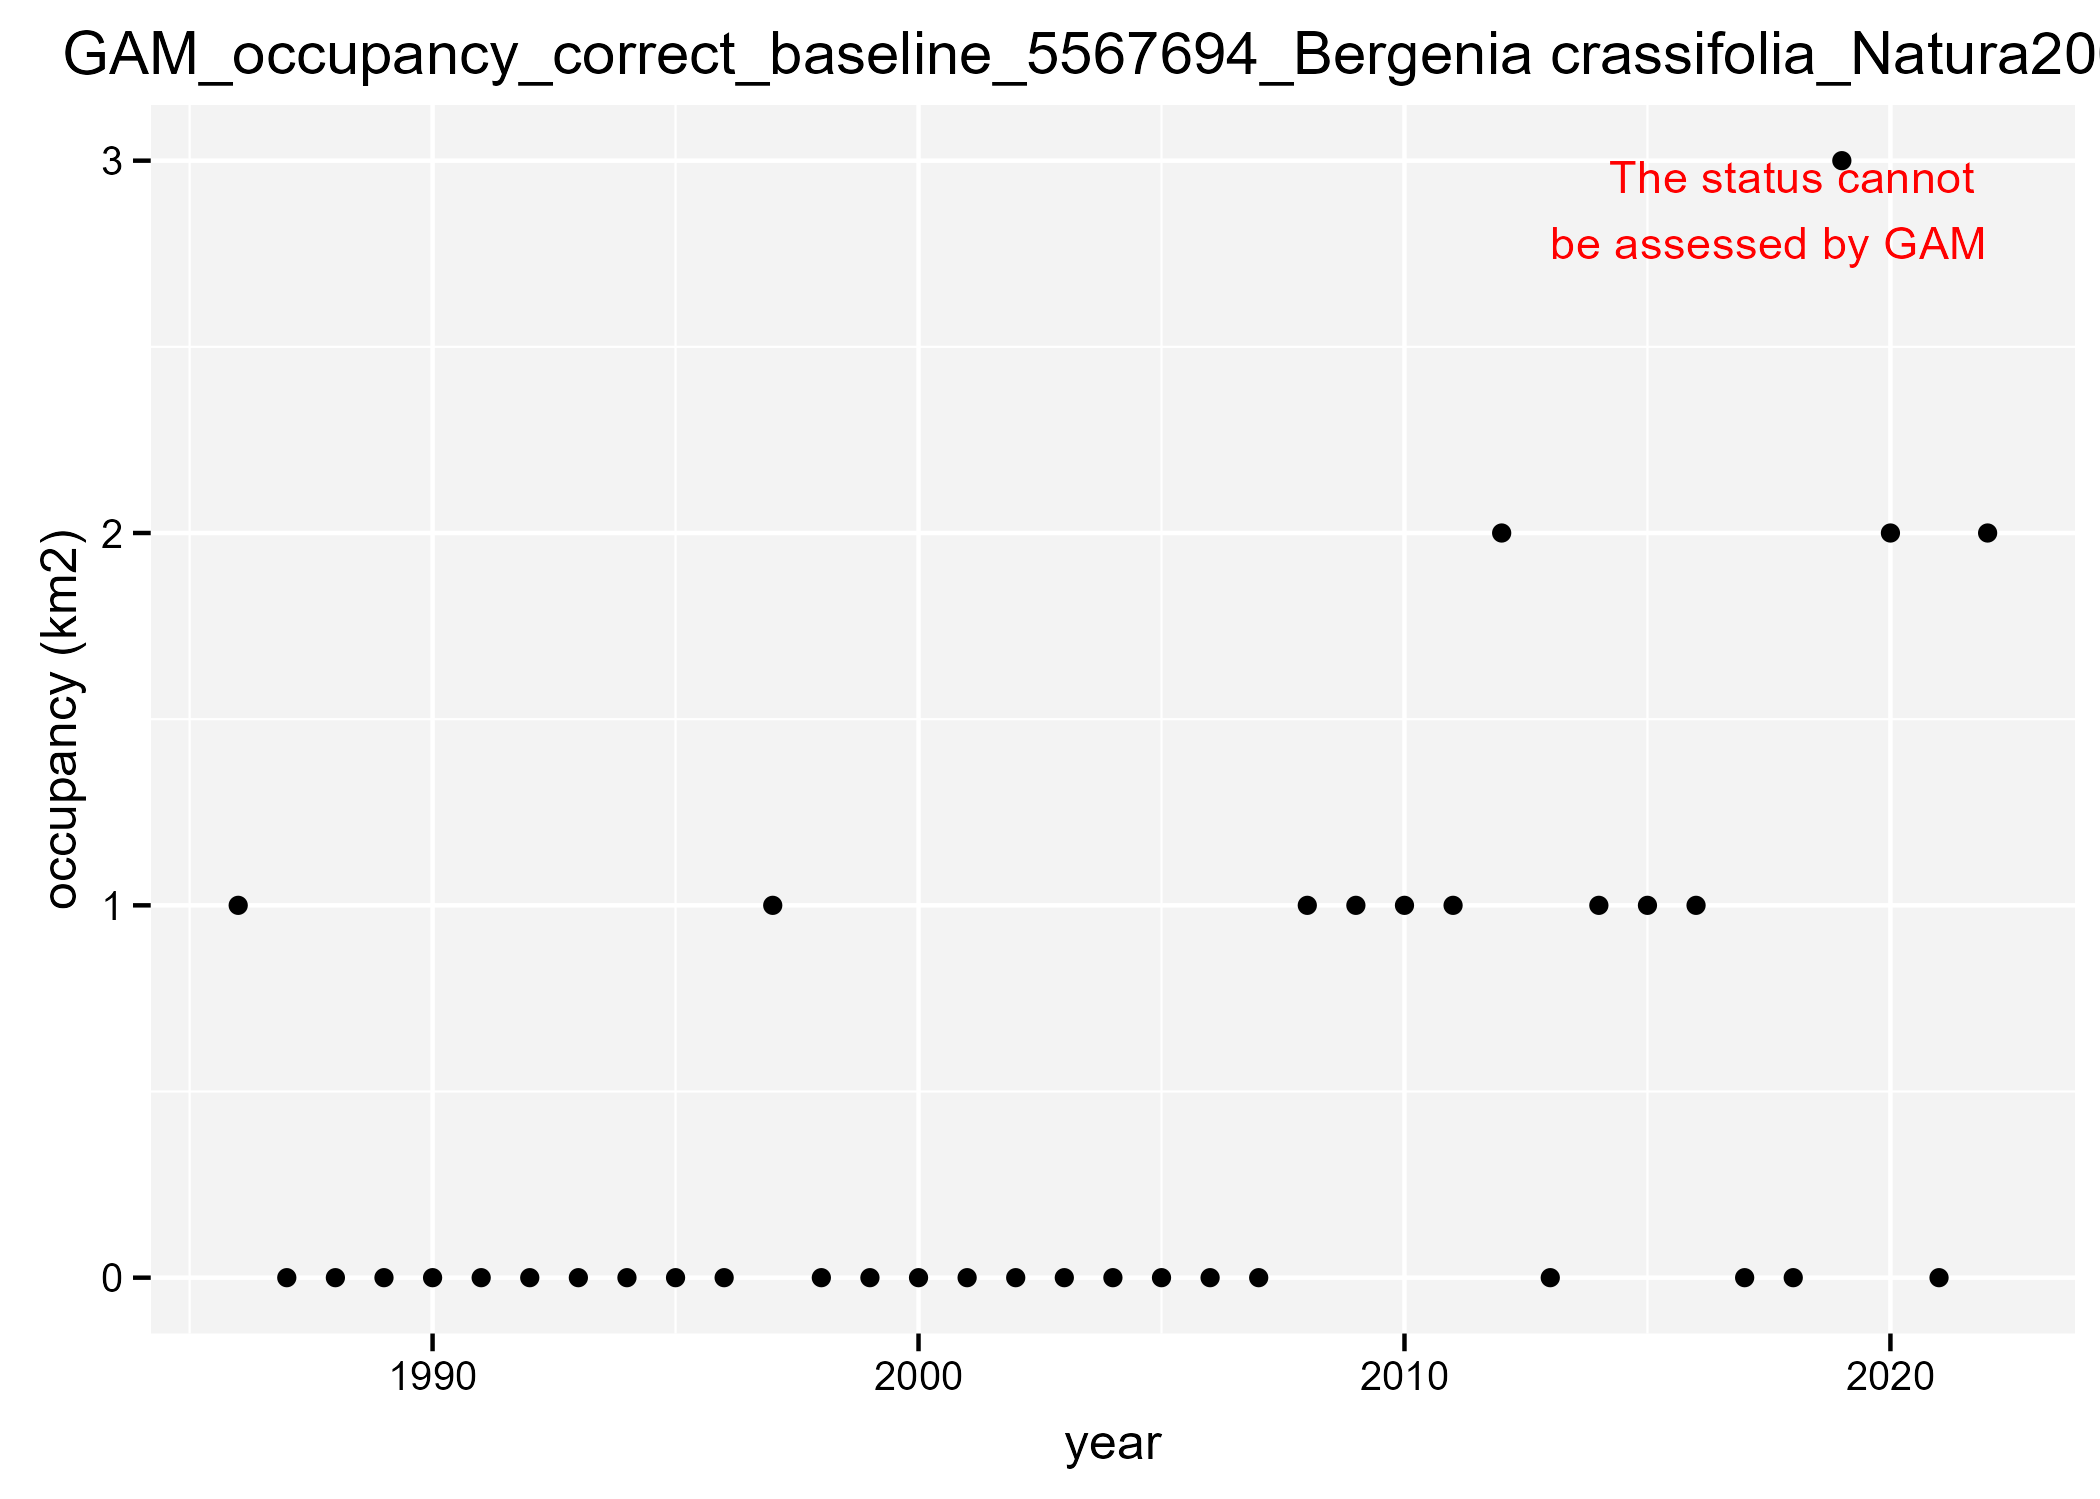 GAM_occupancy_correct_baseline_5567694_Bergenia crassifolia_Natura20
3
The status cannot
be assessed by GAM
2
occupancy (km2)
1
0
1990 2000 2010 2020
year